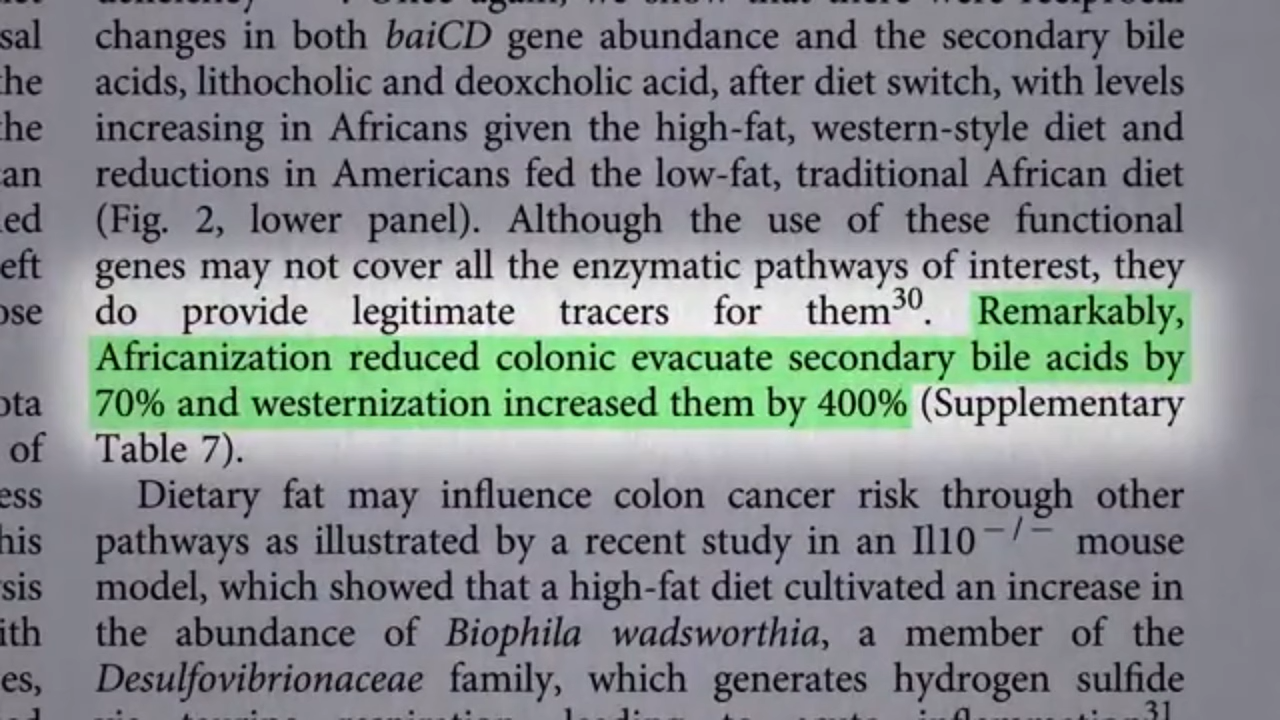 changes in both baiCD gene abundance and the secondary bile
acids, lithocholic and deoxcholic acid, after diet switch, with levels
increasing in Africans given the high-fat, western-style diet and
reductions in Americans fed the low-fat, traditional African diet
(Fig. 2, lower panel). Although the use of these functional
genes may not cover all the enzymatic pathways of interest, they
do provide legitimate tracers for them30. Remarkably,
Africanization reduced colonic evacuate secondary bile acids by
70% and westernization increased them by 400% (Supplementary
Table 7).
Dietary fat may influence colon cancer risk through other
pathways as illustrated by a recent study in an Il10−/− mouse
model, which showed that a high-fat diet cultivated an increase in
the abundance of Biophila wadsworthia, a member of the
Desulfovibrionaceae family, which generates hydrogen sulfide